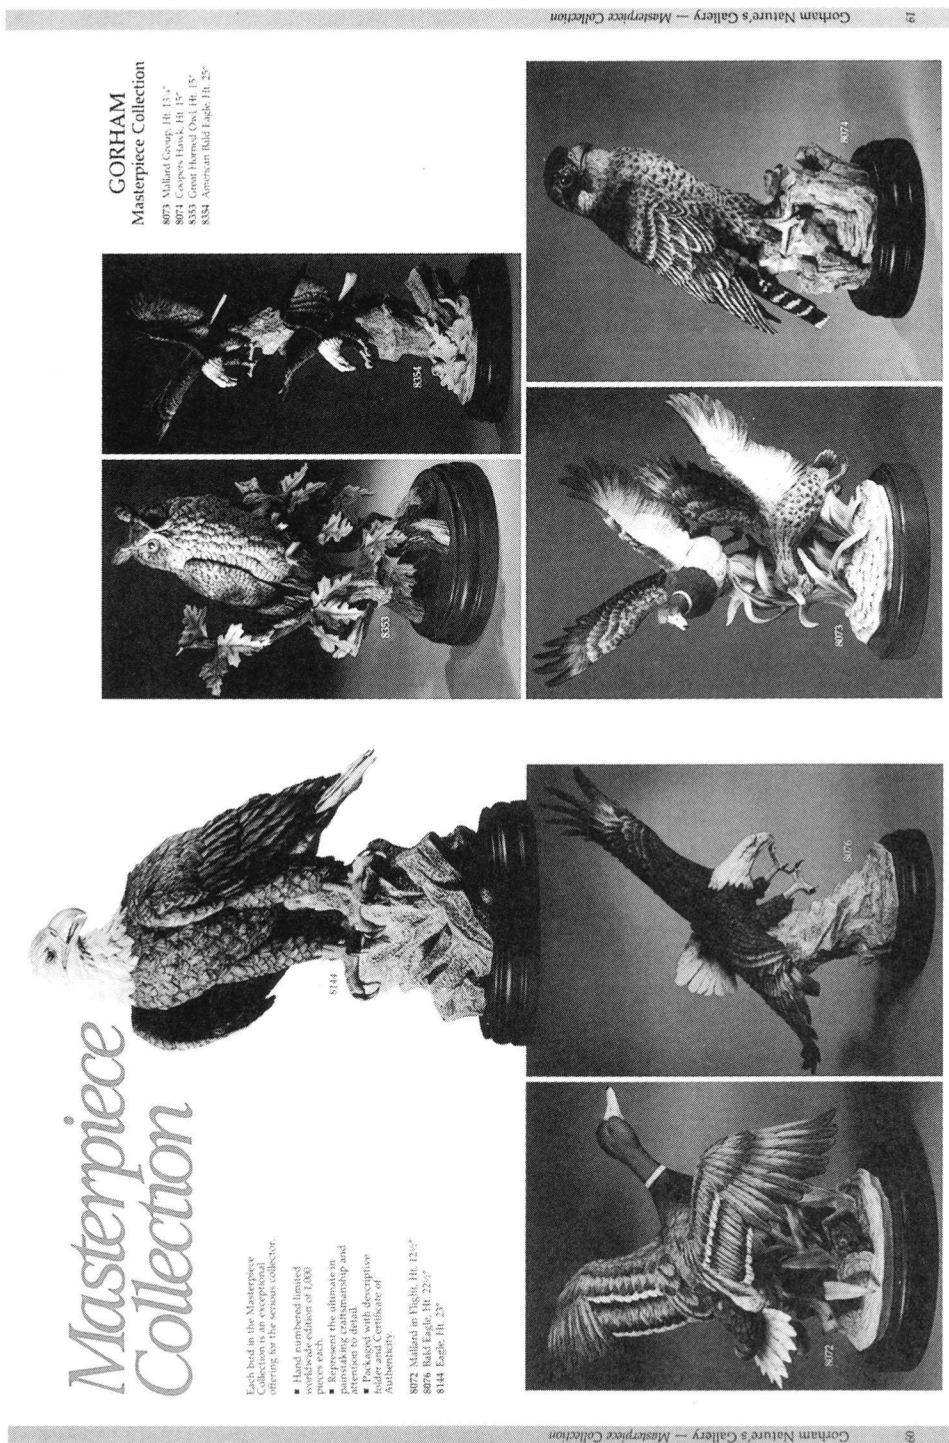 Masterpiece
Collection
Each bird in the Masterpiece
Collection is an exceptional
offering for the serious collector.
■ Hand numbered limited
worldwide edition of 1,000
pieces each.
■ Represent the ultimate in
painstaking craftsmanship and
attention to detail.
■ Packaged with descriptive
folder and Certificate of
Authenticity.
8072 Mallard in Flight, Ht. 12½"
8076 Bald Eagle, Ht. 22½"
8144 Eagle, Ht. 23"
8144
8072
8076
Gorham Nature's Gallery — Masterpiece Collection
60
GORHAM
Masterpiece Collection
8073 Mallard Group, Ht.
8074 Coopers Hawk, Ht. 15"
8353 Great Horned Owl, Ht. 15"
8354 American Bald Eagle, Ht. 25"
8353
8354
8073
8074
Gorham Nature's Gallery — Masterpiece Collection
61